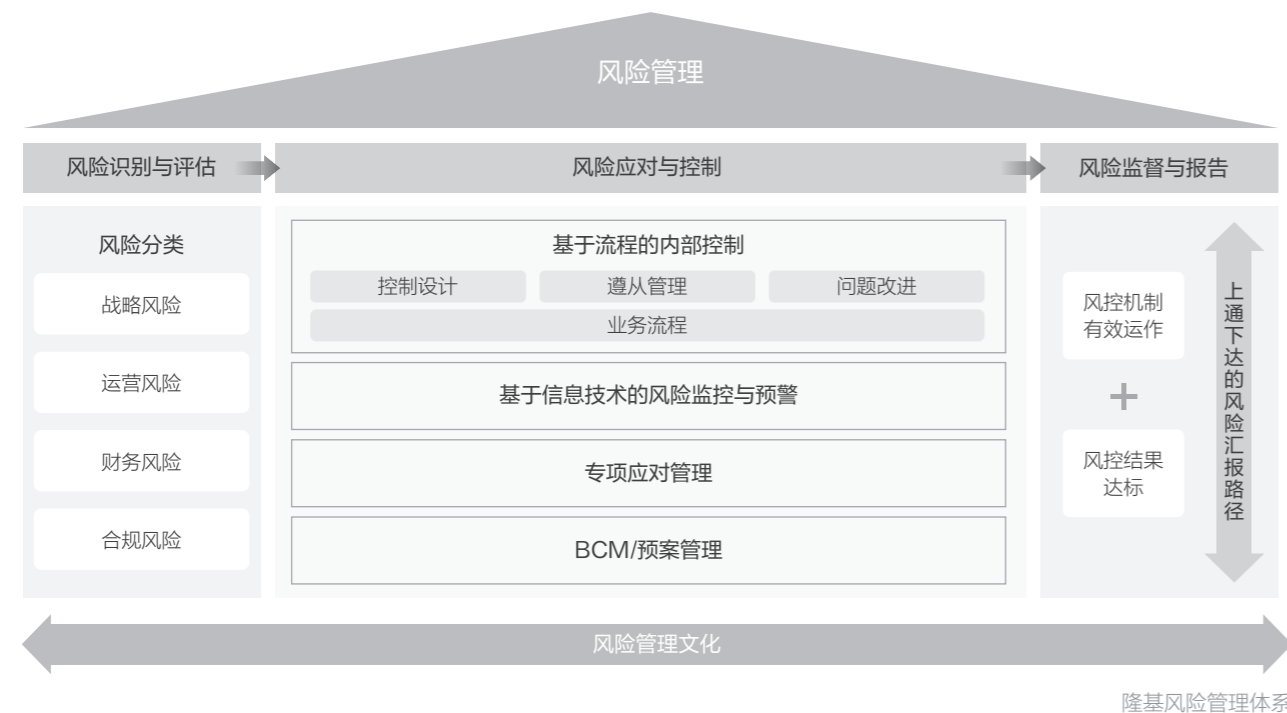 风险管理
风险识别与评估
风险应对与控制
风险监督与报告
风险分类
战略风险
运营风险
财务风险
合规风险
基于流程的内部控制
控制设计
遵从管理
问题改进
业务流程
基于信息技术的风险监控与预警
专项应对管理
BCM/预案管理
风控机制
有效运作
+
风控结果
达标
上通下达的风险汇报路径
风险管理文化
隆基风险管理体系